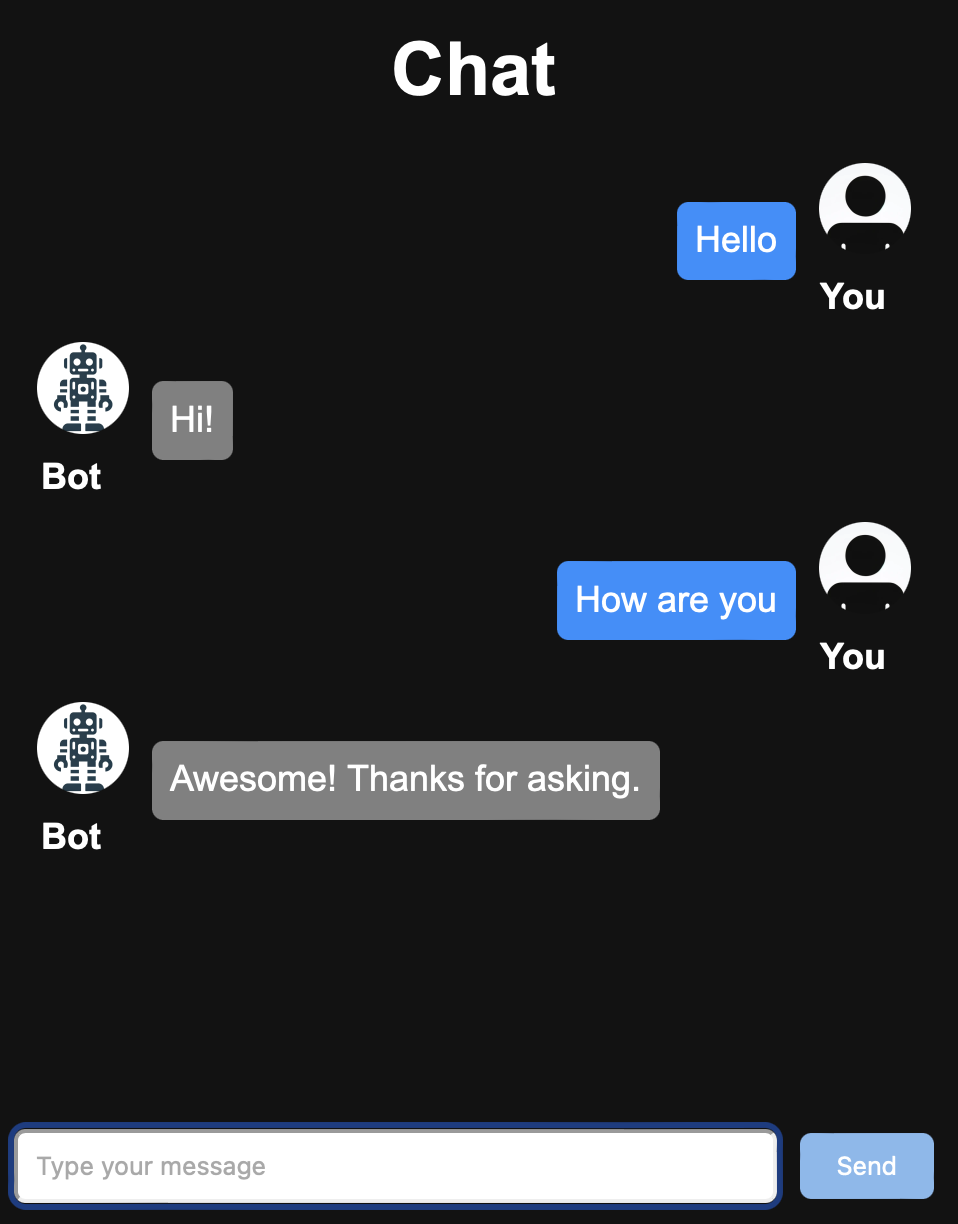 Chat
Hello
You
Hi!
Bot
How are you
You
Awesome! Thanks for asking.
Bot
Type your message
Send